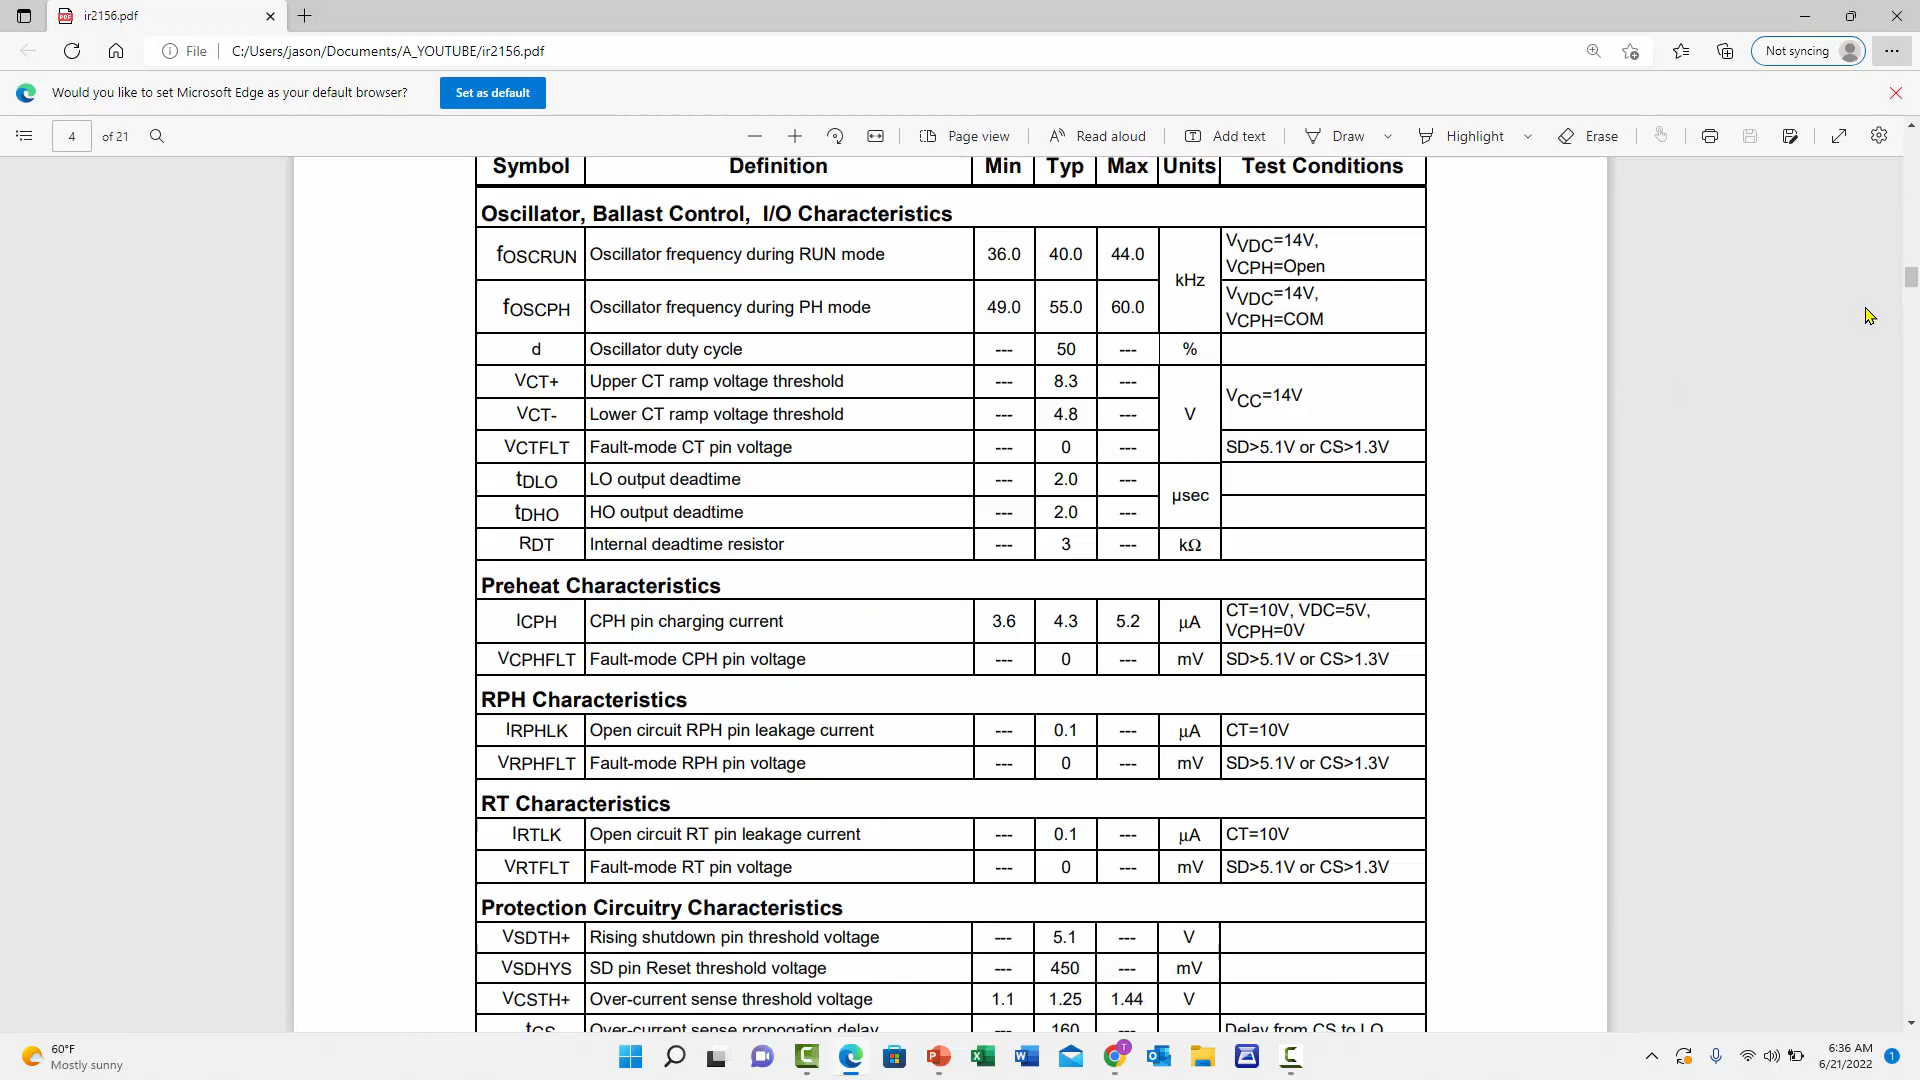 ir2156.pdf
File
C:/Users/jason/Documents/A_YOUTUBE/ir2156.pdf
Not syncing
Would you like to set Microsoft Edge as your default browser?
Set as default
4 of 21
Page view
Read aloud
Add text
Draw
Highlight
Erase
Symbol Definition Min Typ Max Units Test Conditions
Oscillator, Ballast Control, I/O Characteristics
fOSCRUN Oscillator frequency during RUN mode 36.0 40.0 44.0 kHz VVDC=14V,
VCPH=Open
fOSCPH Oscillator frequency during PH mode 49.0 55.0 60.0 VVDC=14V,
VCPH=COM
d Oscillator duty cycle --- 50 --- %
VCT+ Upper CT ramp voltage threshold --- 8.3 --- V VCC=14V
VCT- Lower CT ramp voltage threshold --- 4.8 ---
VCTFLT Fault-mode CT pin voltage --- 0 --- SD>5.1V or CS>1.3V
tDLO LO output deadtime --- 2.0 --- µsec
tDHO HO output deadtime --- 2.0 ---
RDT Internal deadtime resistor --- 3 --- kΩ
Preheat Characteristics
ICPH CPH pin charging current 3.6 4.3 5.2 µA CT=10V, VDC=5V,
VCPH=0V
VCPHFLT Fault-mode CPH pin voltage --- 0 --- mV SD>5.1V or CS>1.3V
RPH Characteristics
IRPHLK Open circuit RPH pin leakage current --- 0.1 --- µA CT=10V
VRPHFLT Fault-mode RPH pin voltage --- 0 --- mV SD>5.1V or CS>1.3V
RT Characteristics
IRTLK Open circuit RT pin leakage current --- 0.1 --- µA CT=10V
VRTFLT Fault-mode RT pin voltage --- 0 --- mV SD>5.1V or CS>1.3V
Protection Circuitry Characteristics
VSDTH+ Rising shutdown pin threshold voltage --- 5.1 --- V
VSDHYS SD pin Reset threshold voltage --- 450 --- mV
VCSTH+ Over-current sense threshold voltage 1.1 1.25 1.44 V
tCS Over-current sense propogation delay --- 160 --- Delay from CS to LO
60°F
Mostly sunny
6:36 AM
6/21/2022
1